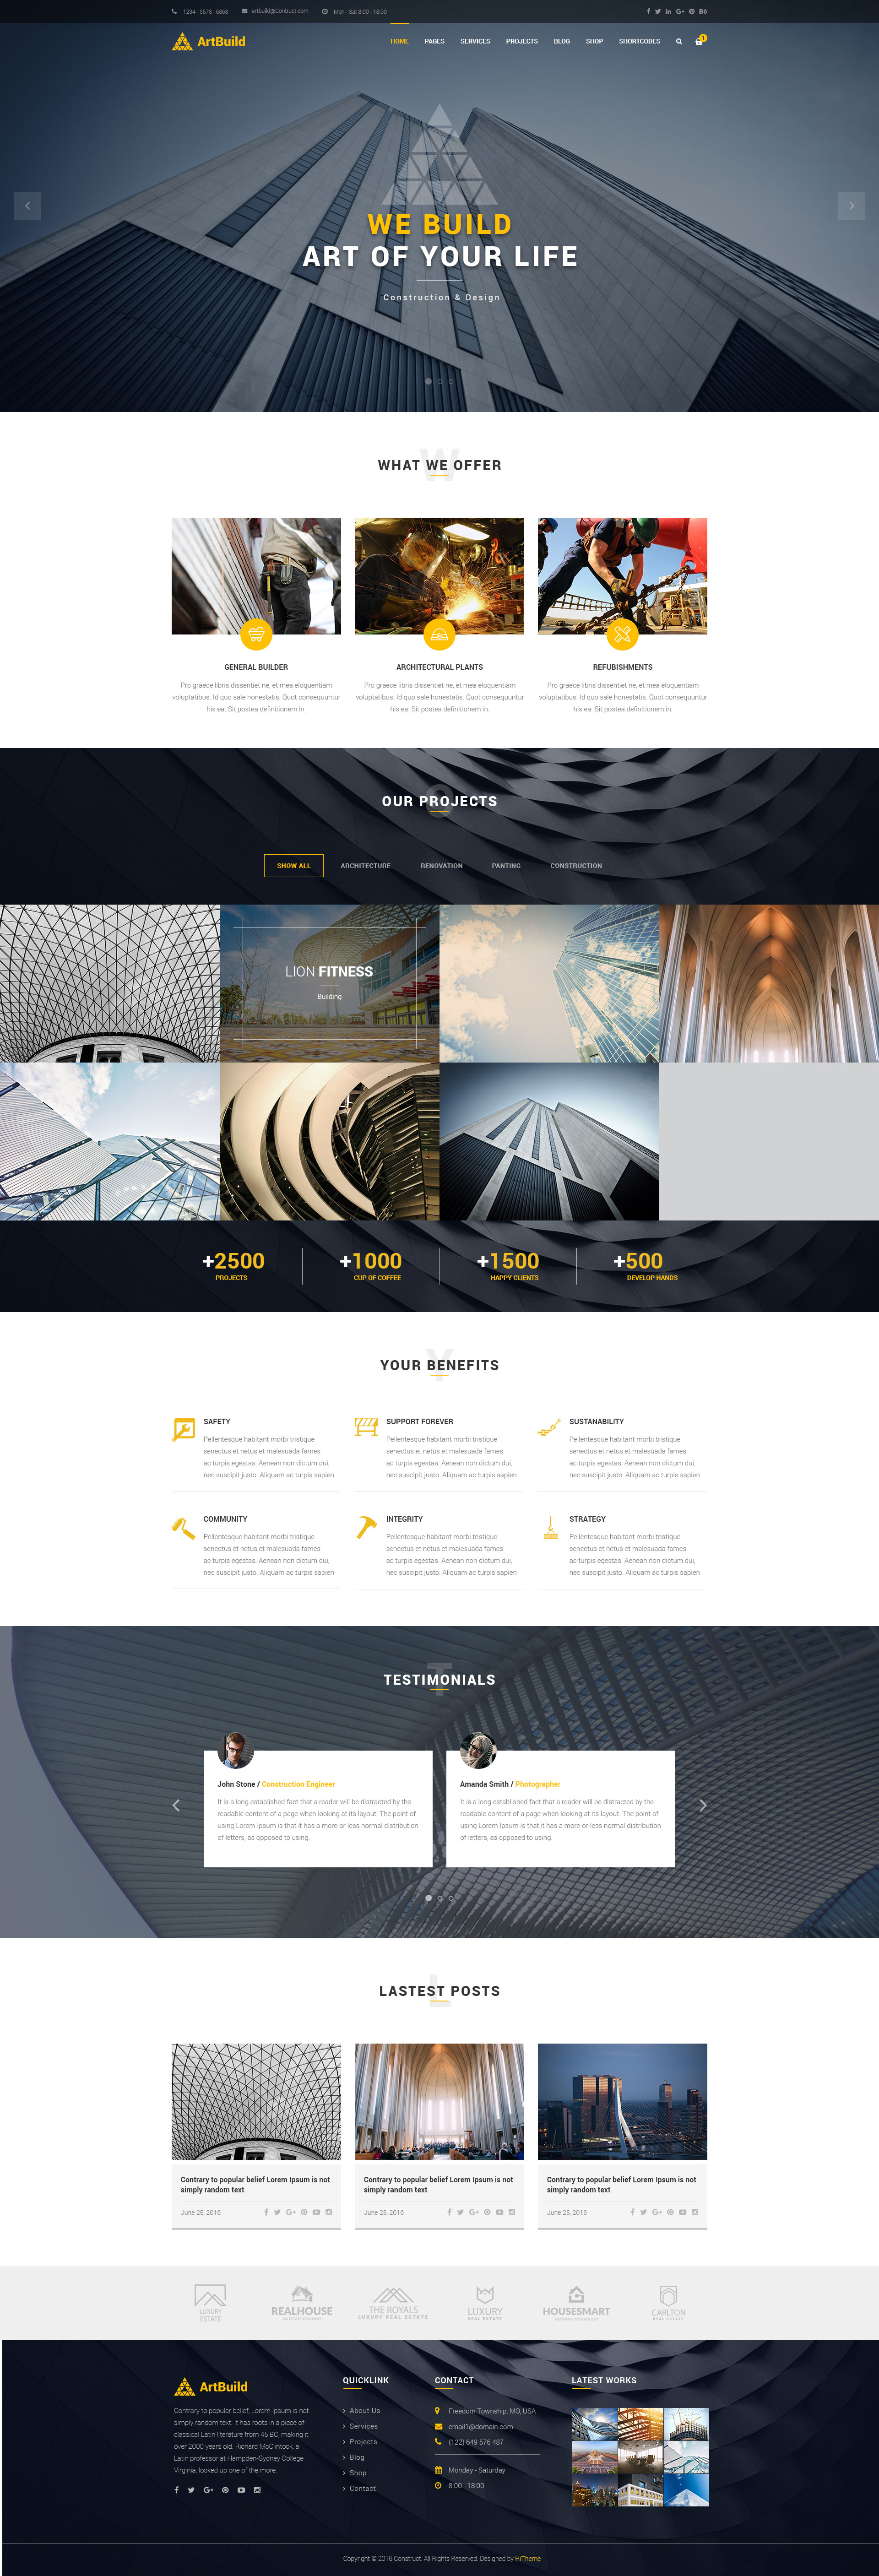 1234 - 5678 - 6868
artbuild@Contruct.com
Mon - Sat 8:00 - 18:00
ArtBuild
HOME
PAGES
SERVICES
PROJECTS
BLOG
SHOP
SHORTCODES
1
WE BUILD
ART OF YOUR LIFE
Construction & Design
W
WHAT WE OFFER
GENERAL BUILDER
Pro graece libris dissentiet ne, et mea eloquentiam
voluptatibus. Id quo sale honestatis. Quot consequuntur
his ea. Sit postea definitionem in.
ARCHITECTURAL PLANTS
Pro graece libris dissentiet ne, et mea eloquentiam
voluptatibus. Id quo sale honestatis. Quot consequuntur
his ea. Sit postea definitionem in.
REFUBISHMENTS
Pro graece libris dissentiet ne, et mea eloquentiam
voluptatibus. Id quo sale honestatis. Quot consequuntur
his ea. Sit postea definitionem in.
OUR PROJECTS
SHOW ALL
ARCHITECTURE
RENOVATION
PANTING
CONSTRUCTION
LION FITNESS
Building
+2500
PROJECTS
+1000
CUP OF COFFEE
+1500
HAPPY CLIENTS
+500
DEVELOP HANDS
Y
YOUR BENEFITS
SAFETY
Pellentesque habitant morbi tristique
senectus et netus et malesuada fames
ac turpis egestas. Aenean non dictum dui,
nec suscipit justo. Aliquam ac turpis sapien
SUPPORT FOREVER
Pellentesque habitant morbi tristique
senectus et netus et malesuada fames
ac turpis egestas. Aenean non dictum dui,
nec suscipit justo. Aliquam ac turpis sapien
SUSTANABILITY
Pellentesque habitant morbi tristique
senectus et netus et malesuada fames
ac turpis egestas. Aenean non dictum dui,
nec suscipit justo. Aliquam ac turpis sapien
COMMUNITY
Pellentesque habitant morbi tristique
senectus et netus et malesuada fames
ac turpis egestas. Aenean non dictum dui,
nec suscipit justo. Aliquam ac turpis sapien
INTEGRITY
Pellentesque habitant morbi tristique
senectus et netus et malesuada fames
ac turpis egestas. Aenean non dictum dui,
nec suscipit justo. Aliquam ac turpis sapien
STRATEGY
Pellentesque habitant morbi tristique
senectus et netus et malesuada fames
ac turpis egestas. Aenean non dictum dui,
nec suscipit justo. Aliquam ac turpis sapien
T
TESTIMONIALS
John Stone / Construction Engineer
It is a long established fact that a reader will be distracted by the
readable content of a page when looking at its layout. The point of
using Lorem Ipsum is that it has a more-or-less normal distribution
of letters, as opposed to using
Amanda Smith / Photographer
It is a long established fact that a reader will be distracted by the
readable content of a page when looking at its layout. The point of
using Lorem Ipsum is that it has a more-or-less normal distribution
of letters, as opposed to using
L
LASTEST POSTS
Contrary to popular belief Lorem Ipsum is not
simply random text
June 25, 2016
Contrary to popular belief Lorem Ipsum is not
simply random text
June 25, 2016
Contrary to popular belief Lorem Ipsum is not
simply random text
June 25, 2016
LUXURY
ESTATE
REALHOUSE
THE ROYALS
LUXURY REAL ESTATE
LUXURY
REAL ESTATE
HOUSESMART
CARLTON
REAL ESTATE
ArtBuild
Contrary to popular belief, Lorem Ipsum is not
simply random text. It has roots in a piece of
classical Latin literature from 45 BC, making it
over 2000 years old. Richard McClintock, a
Latin professor at Hampden-Sydney College
Virginia, looked up one of the more.
QUICKLINK
About Us
Services
Projects
Blog
Shop
Contact
CONTACT
Freedom Township, MO, USA
email1@domain.com
(122) 649 576 487
Monday - Saturday
8:00 - 18:00
LATEST WORKS
Copyright © 2016 Construct. All Rights Reserved. Designed by HiTheme